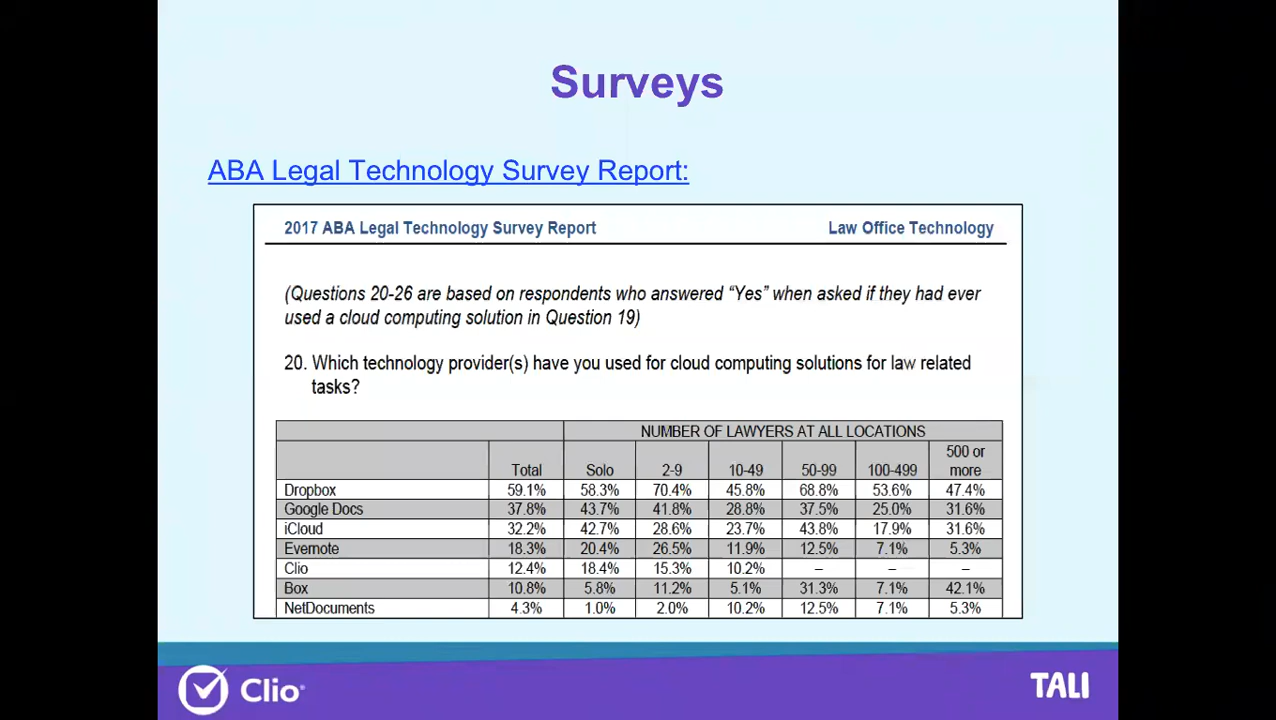 Surveys
ABA Legal Technology Survey Report:
2017 ABA Legal Technology Survey Report Law Office Technology
(Questions 20-26 are based on respondents who answered “Yes” when asked if they had ever
used a cloud computing solution in Question 19)
20. Which technology provider(s) have you used for cloud computing solutions for law related
tasks?
NUMBER OF LAWYERS AT ALL LOCATIONS
Total Solo 2-9 10-49 50-99 100-499 500 or more
Dropbox 59.1% 58.3% 70.4% 45.8% 68.8% 53.6% 47.4%
Google Docs 37.8% 43.7% 41.8% 28.8% 37.5% 25.0% 31.6%
iCloud 32.2% 42.7% 28.6% 23.7% 43.8% 17.9% 31.6%
Evernote 18.3% 20.4% 26.5% 11.9% 12.5% 7.1% 5.3%
Clio 12.4% 18.4% 15.3% 10.2% – – –
Box 10.8% 5.8% 11.2% 5.1% 31.3% 7.1% 42.1%
NetDocuments 4.3% 1.0% 2.0% 10.2% 12.5% 7.1% 5.3%
Clio® TALI